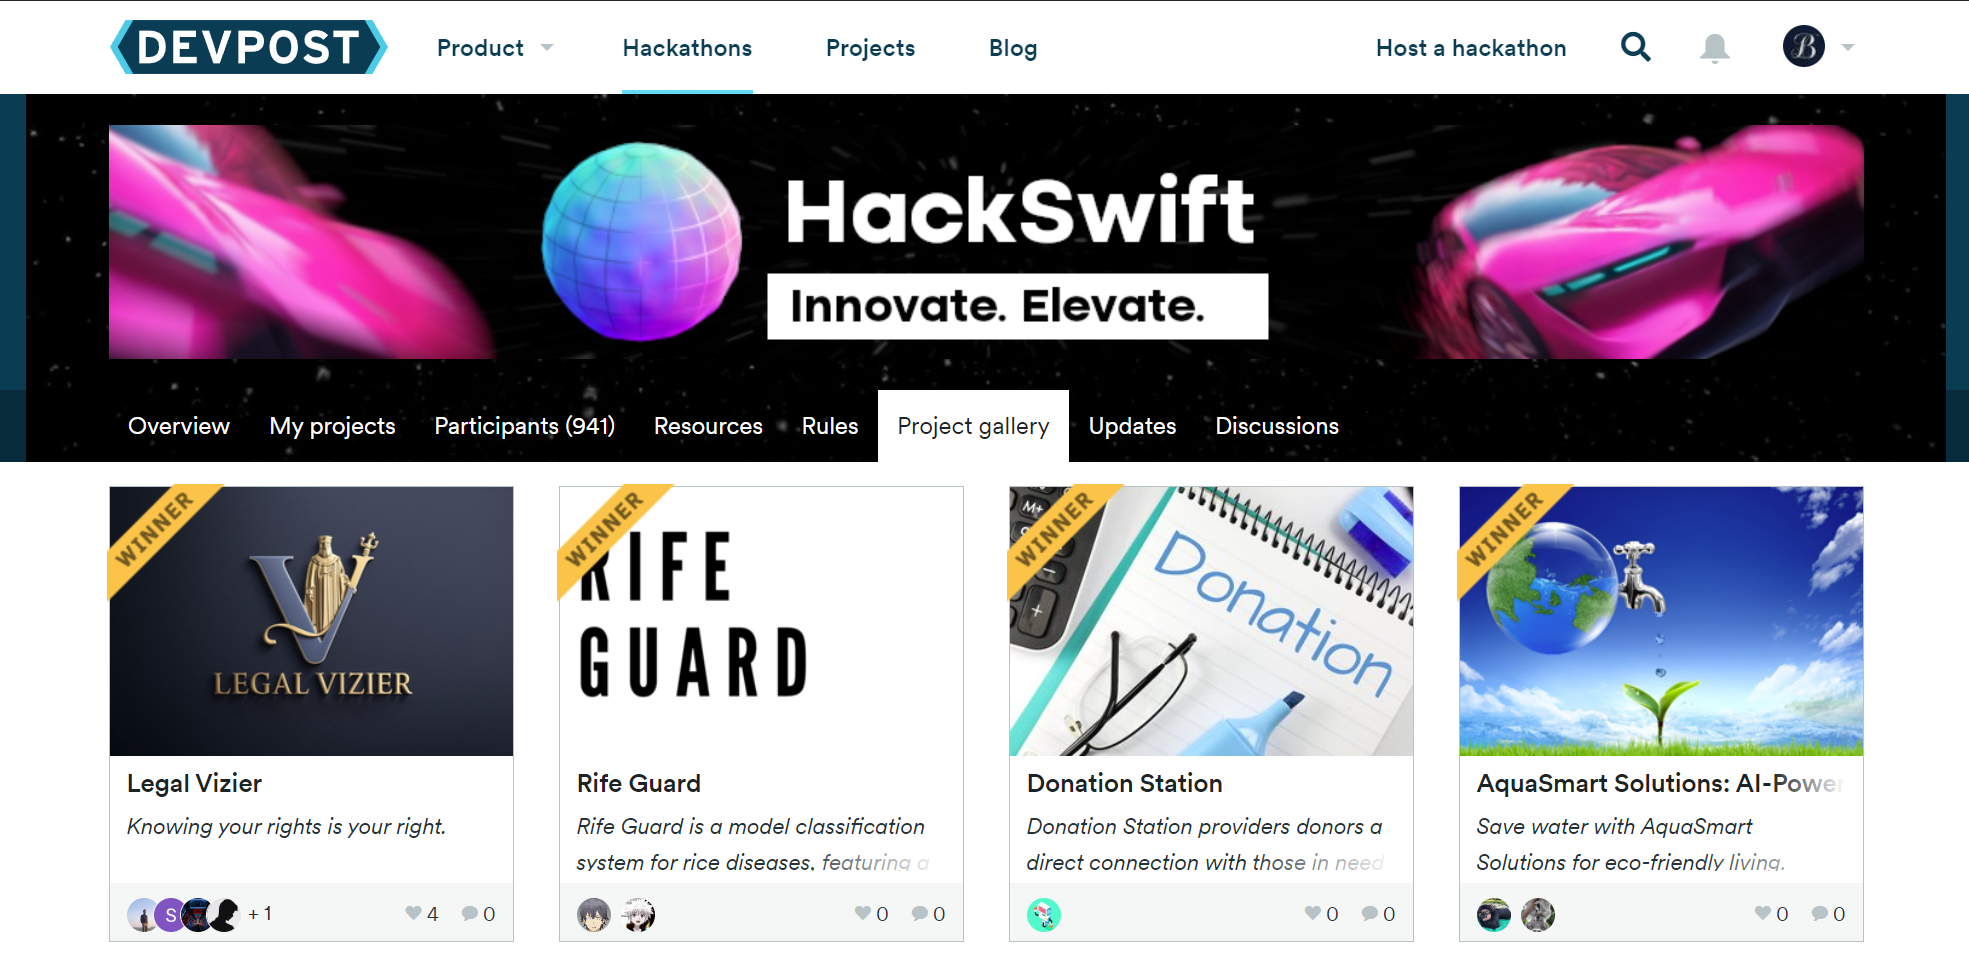 DEVPOST
Product
Hackathons
Projects
Blog
Host a hackathon
B
HackSwift
Innovate. Elevate.
Overview
My projects
Participants (941)
Resources
Rules
Project gallery
Updates
Discussions
WINNER
LEGAL VIZIER
Legal Vizier
Knowing your rights is your right.
S
+ 1
4
0
WINNER
RIFE
GUARD
Rife Guard
Rife Guard is a model classification
system for rice diseases, featuring a
0
0
WINNER
M+
Donation
Donation Station
Donation Station providers donors a
direct connection with those in need
0
0
WINNER
AquaSmart Solutions: AI-Power
Save water with AquaSmart
Solutions for eco-friendly living.
0
0